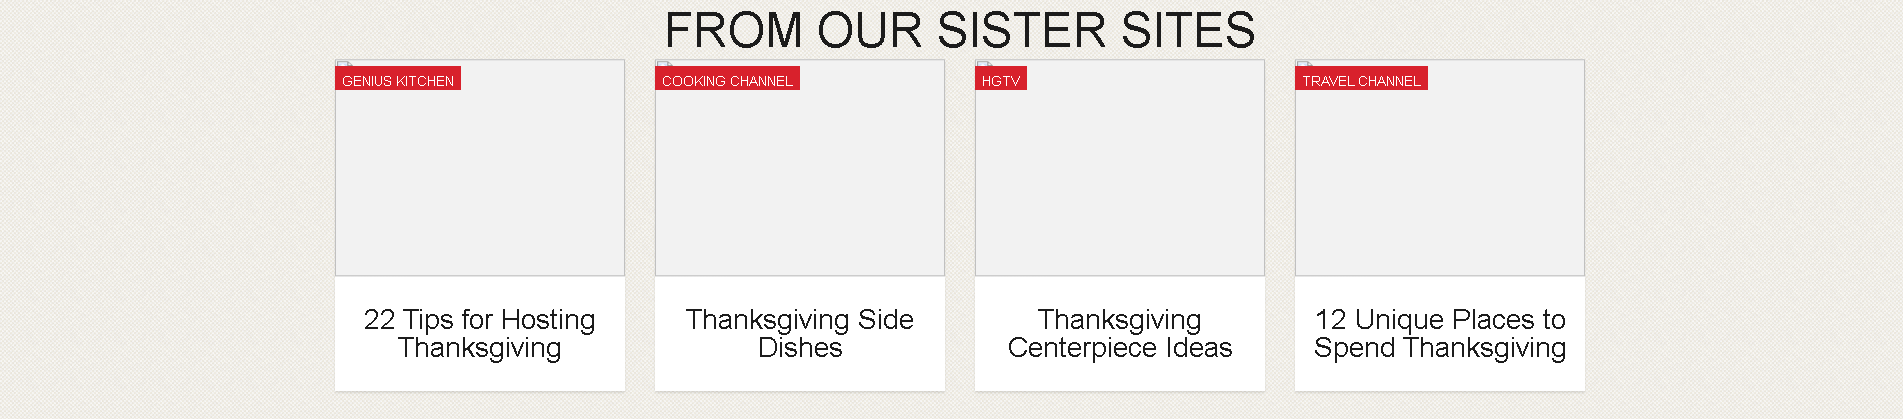 FROM OUR SISTER SITES
GENIUS KITCHEN
22 Tips for Hosting
Thanksgiving
COOKING CHANNEL
Thanksgiving Side
Dishes
HGTV
Thanksgiving
Centerpiece Ideas
TRAVEL CHANNEL
12 Unique Places to
Spend Thanksgiving